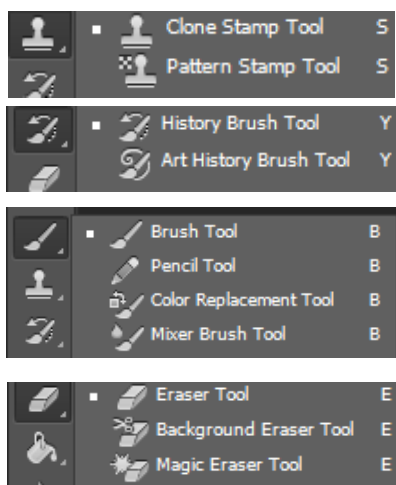 Clone Stamp Tool S
Pattern Stamp Tool S
History Brush Tool Y
Art History Brush Tool Y
Brush Tool B
Pencil Tool B
Color Replacement Tool B
Mixer Brush Tool B
Eraser Tool E
Background Eraser Tool E
Magic Eraser Tool E